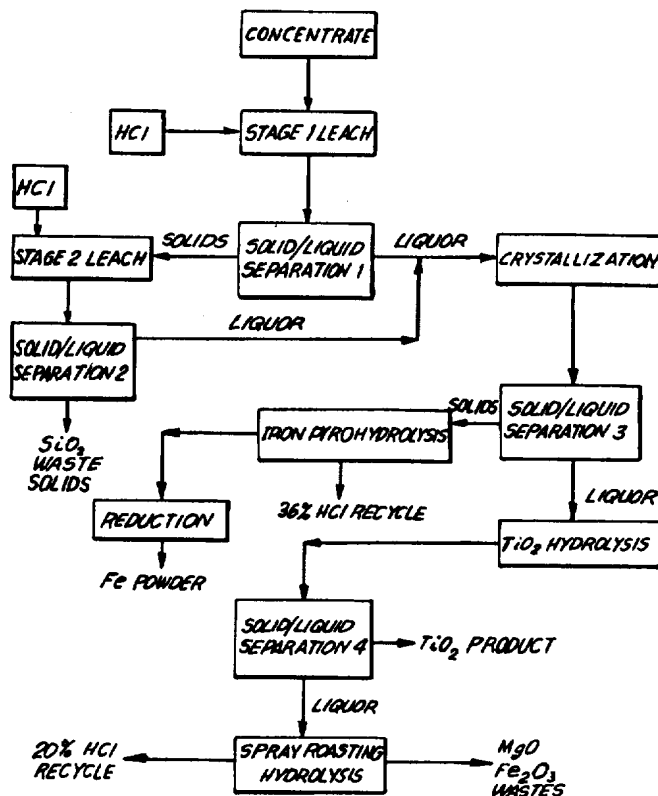 CONCENTRATE
HCl
STAGE 1 LEACH
HCl
SOLIDS
SOLID/LIQUID
SEPARATION 1
LIQUOR
STAGE 2 LEACH
CRYSTALLIZATION
LIQUOR
SOLID/LIQUID
SEPARATION 2
SOLIDS
SOLID/LIQUID
SEPARATION 3
IRON PYROHYDROLYSIS
SiO2
WASTE
SOLIDS
36% HCl RECYCLE
LIQUOR
REDUCTION
TiO2 HYDROLYSIS
Fe POWDER
SOLID/LIQUID
SEPARATION 4
TiO2 PRODUCT
LIQUOR
20% HCl
RECYCLE
SPRAY ROASTING
HYDROLYSIS
MgO
Fe2O3
WASTES